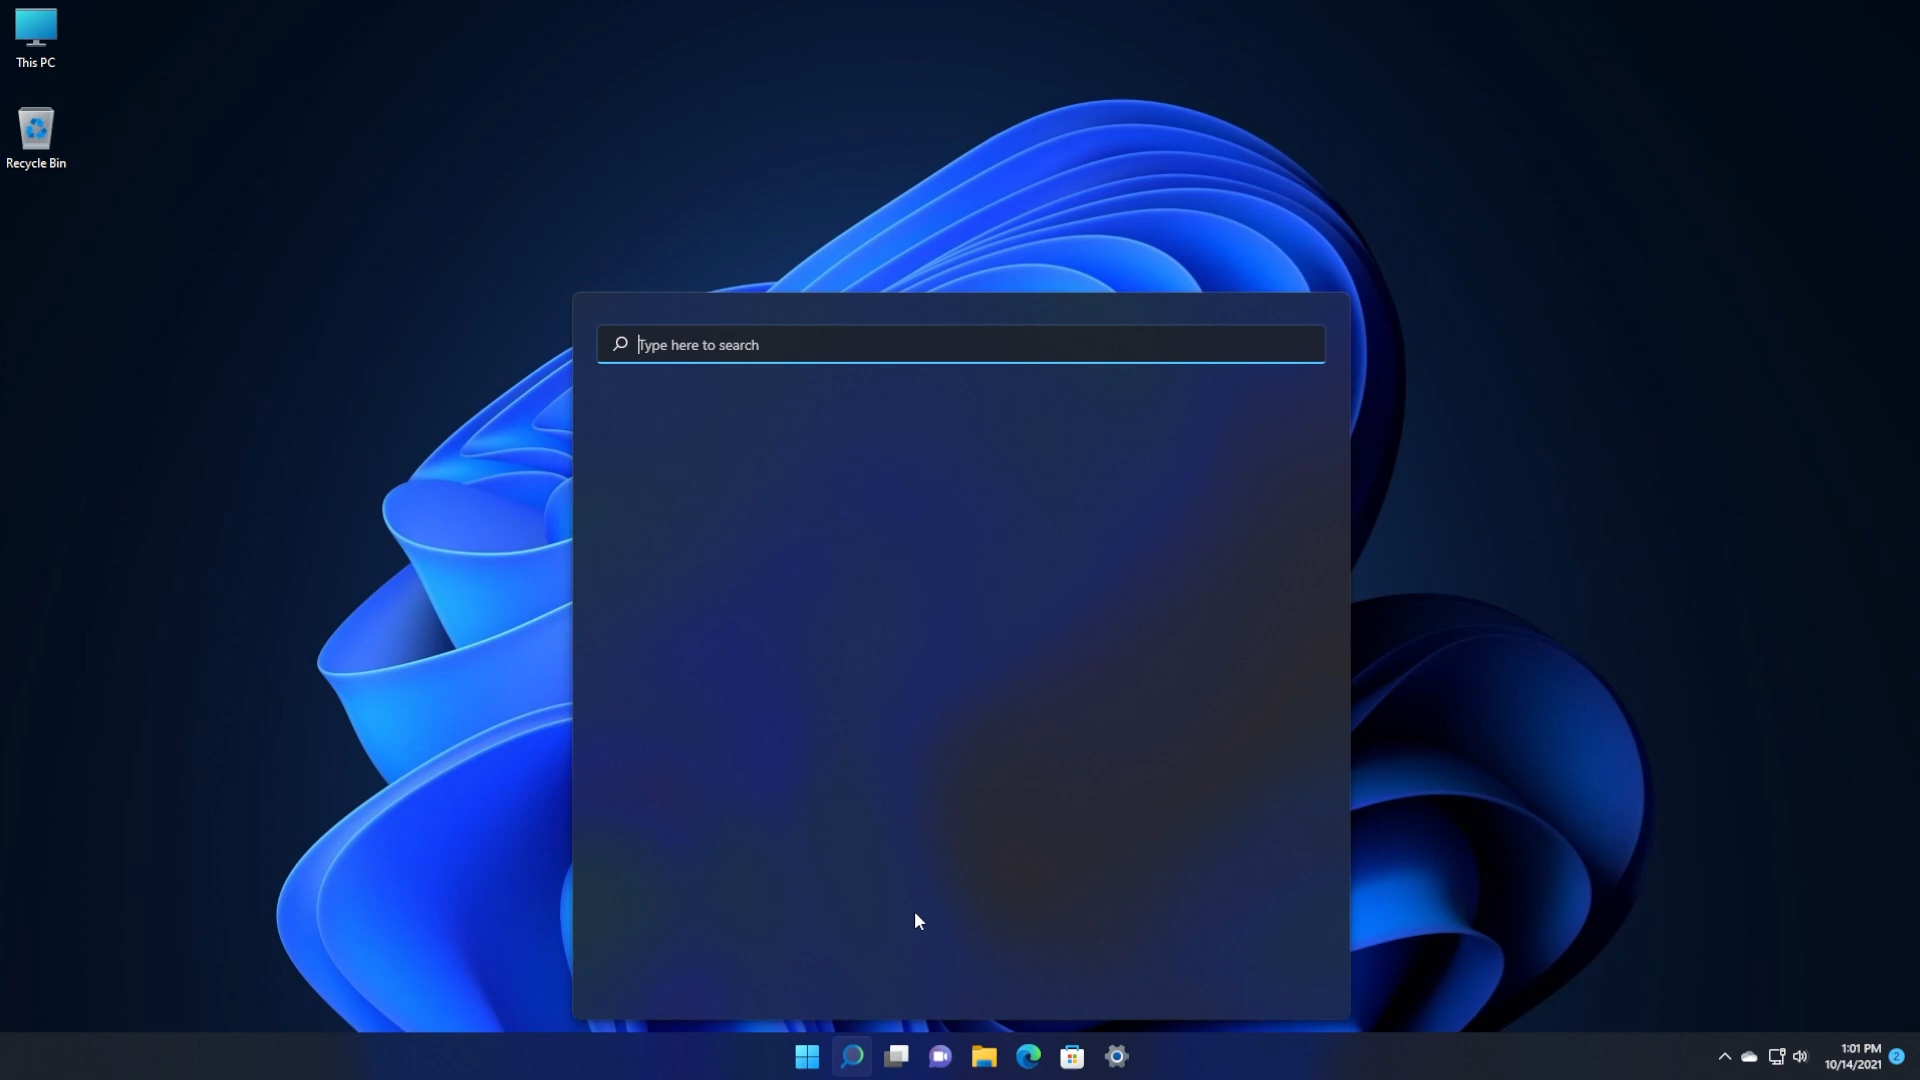 This PC
Recycle Bin
Type here to search
1:01 PM
10/14/2021
2